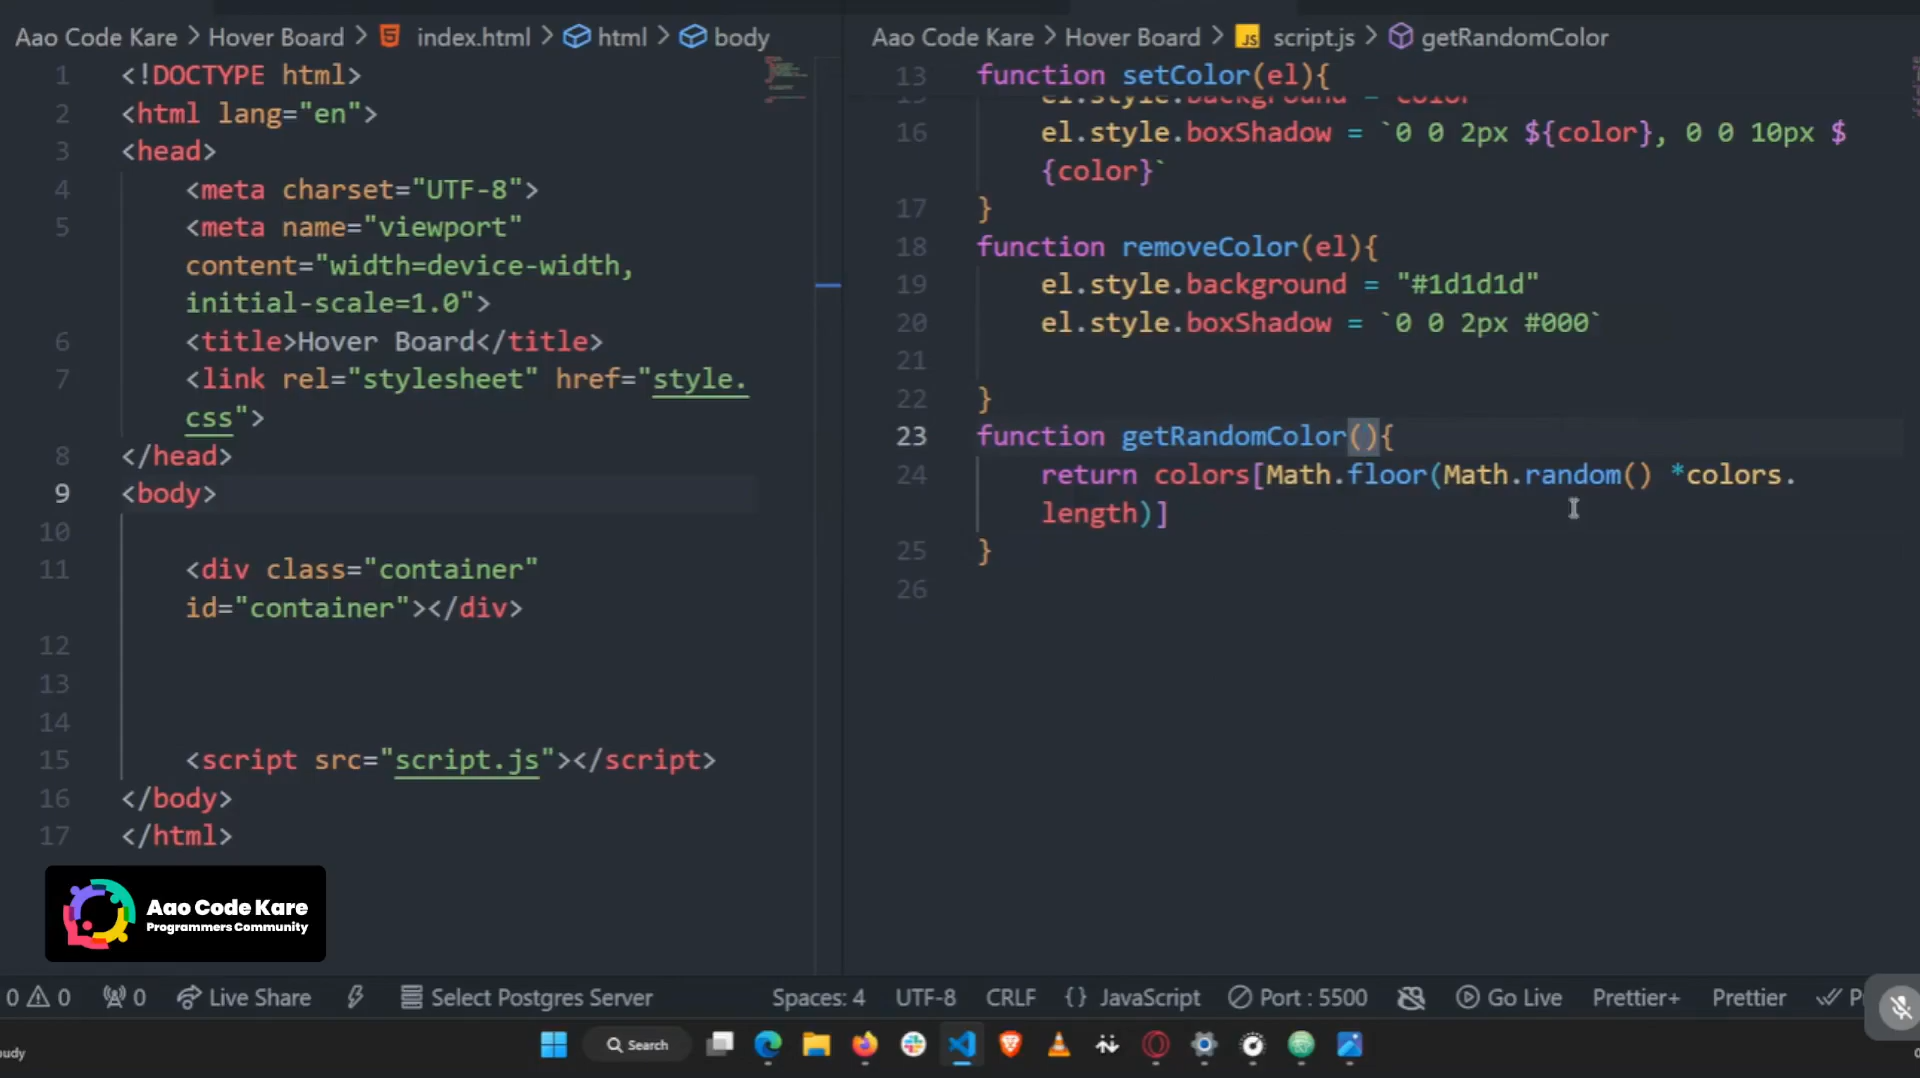 Aao Code Kare > Hover Board > index.html > html > body
1 <!DOCTYPE html>
2 <html lang="en">
3 <head>
4 <meta charset="UTF-8">
5 <meta name="viewport"
content="width=device-width,
initial-scale=1.0">
6 <title>Hover Board</title>
7 <link rel="stylesheet" href="style.
css">
8 </head>
9 <body>
10
11 <div class="container"
id="container"></div>
12
13
14
15 <script src="script.js"></script>
16 </body>
17 </html>
Aao Code Kare > Hover Board > JS script.js > getRandomColor
13 function setColor(el){
el.style.background = color
16 el.style.boxShadow = `0 0 2px ${color}, 0 0 10px $
{color}`
17 }
18 function removeColor(el){
19 el.style.background = "#1d1d1d"
20 el.style.boxShadow = `0 0 2px #000`
21
22 }
23 function getRandomColor(){
24 return colors[Math.floor(Math.random() *colors.
length)]
25 }
26
Aao Code Kare
Programmers Community
0 0 0 Live Share Select Postgres Server Spaces: 4 UTF-8 CRLF {} JavaScript Port : 5500 Go Live Prettier+ Prettier
Search